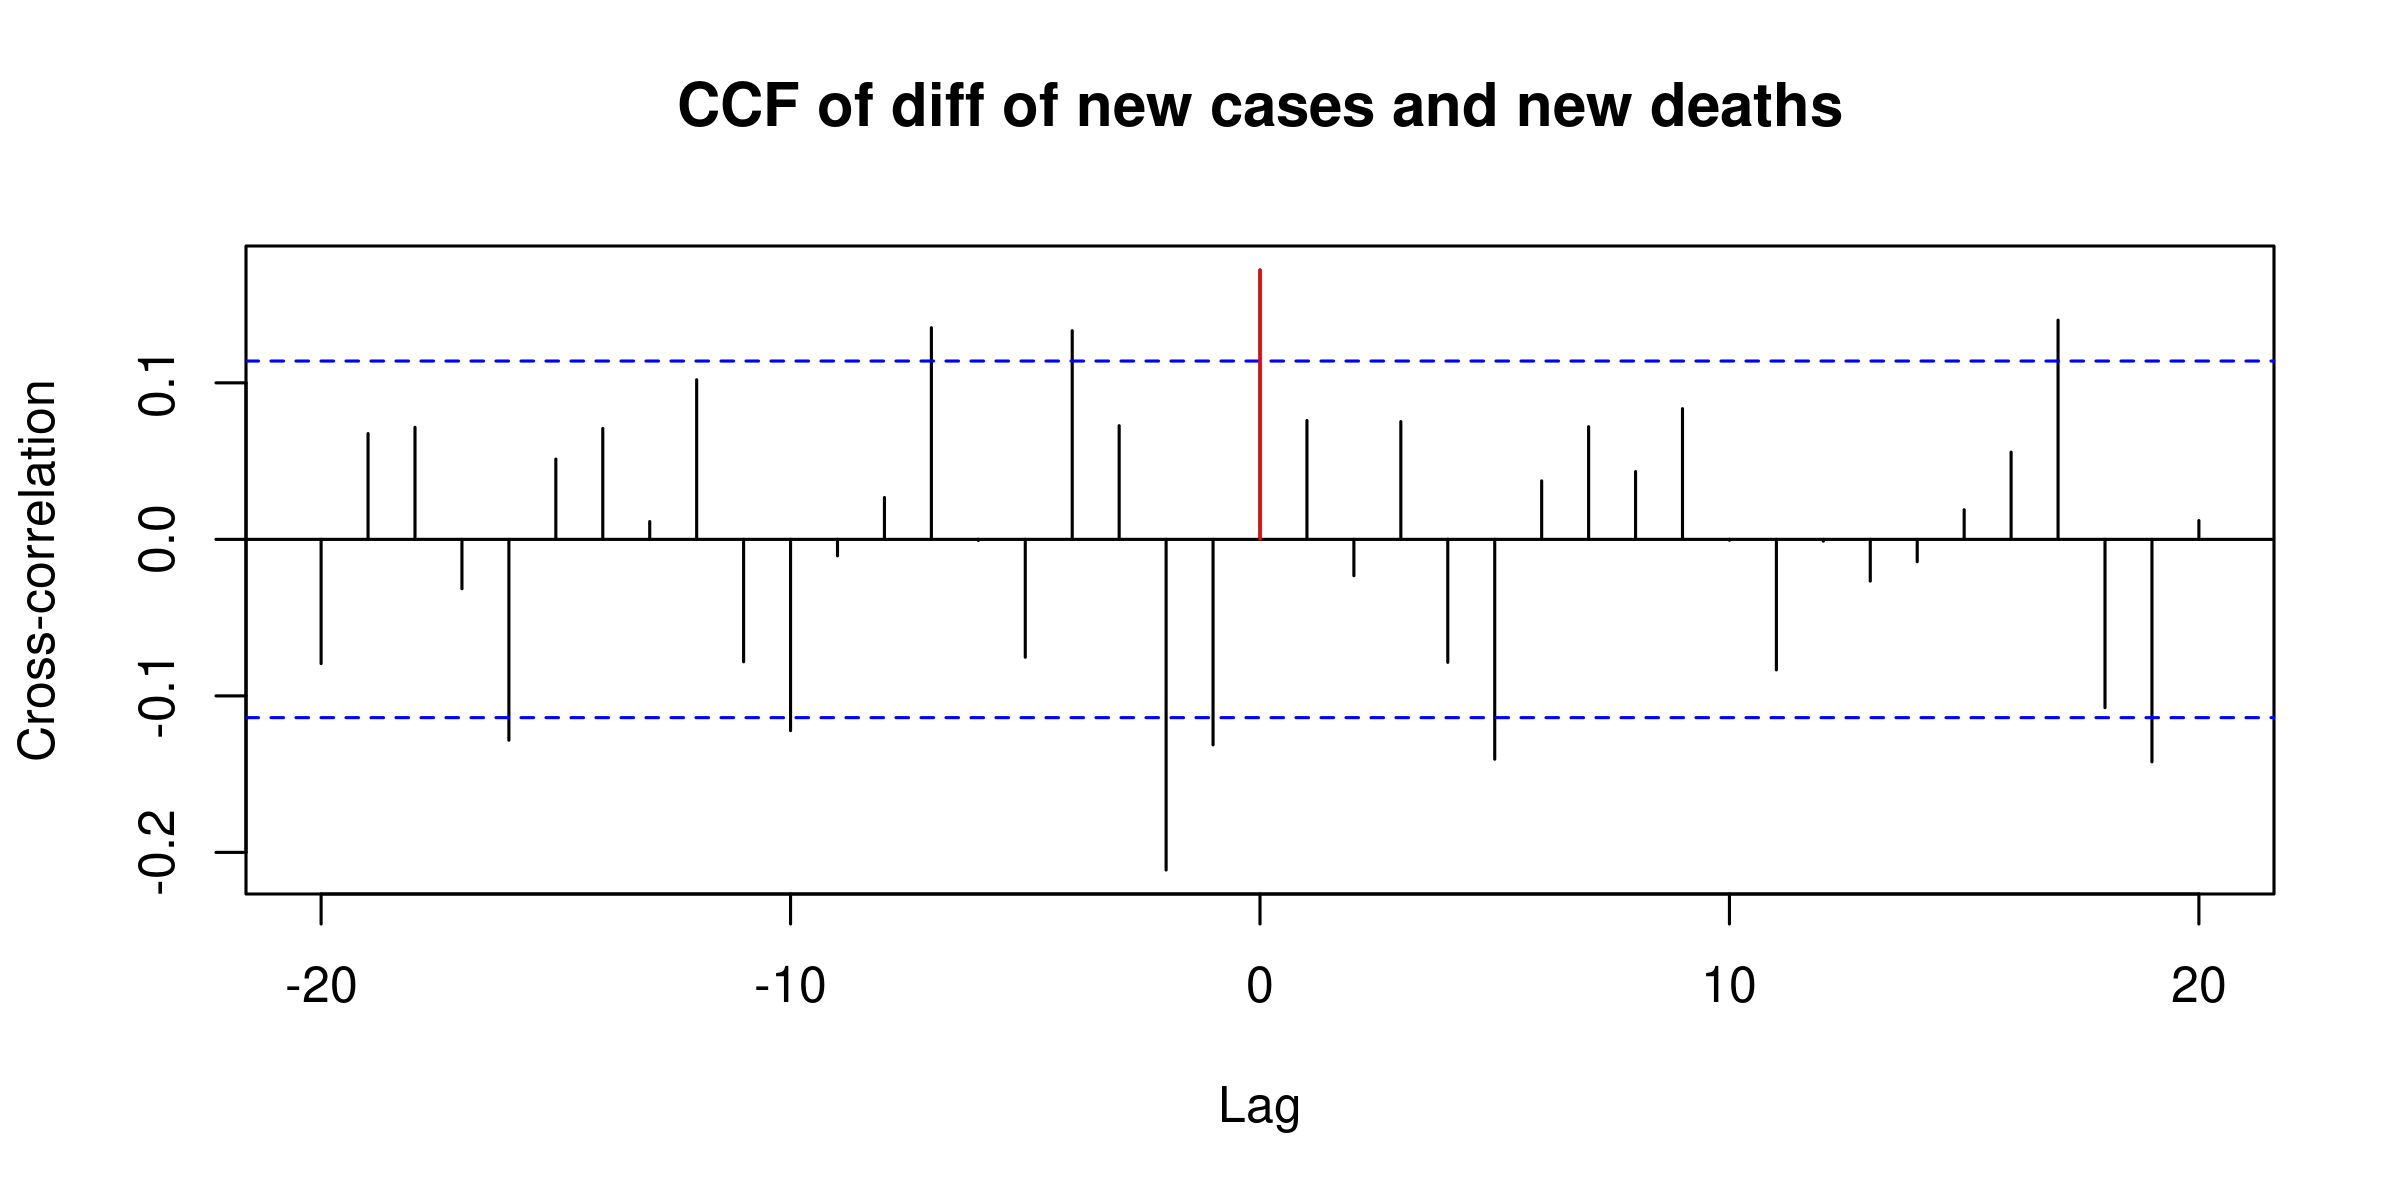 CCF of diff of new cases and new deaths
Cross-correlation
0.1
0.0
-0.1
-0.2
-20 -10 0 10 20
Lag